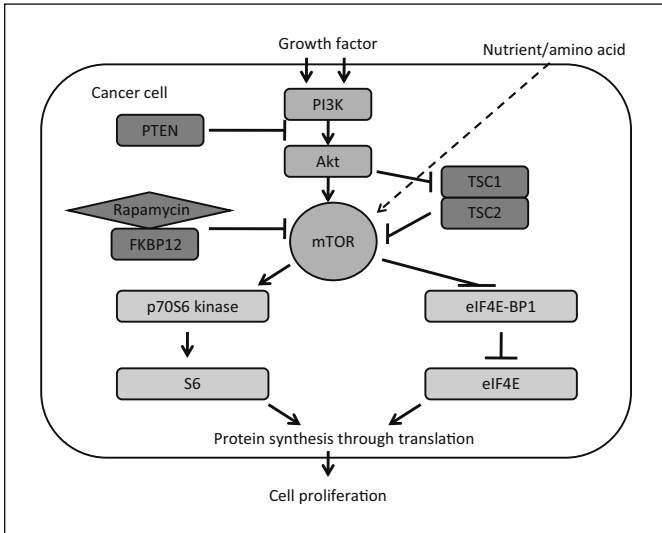 Growth factor
Nutrient/amino acid
Cancer cell
PI3K
PTEN
Akt
TSC1
TSC2
Rapamycin
FKBP12
mTOR
p70S6 kinase
eIF4E-BP1
S6
eIF4E
Protein synthesis through translation
Cell proliferation